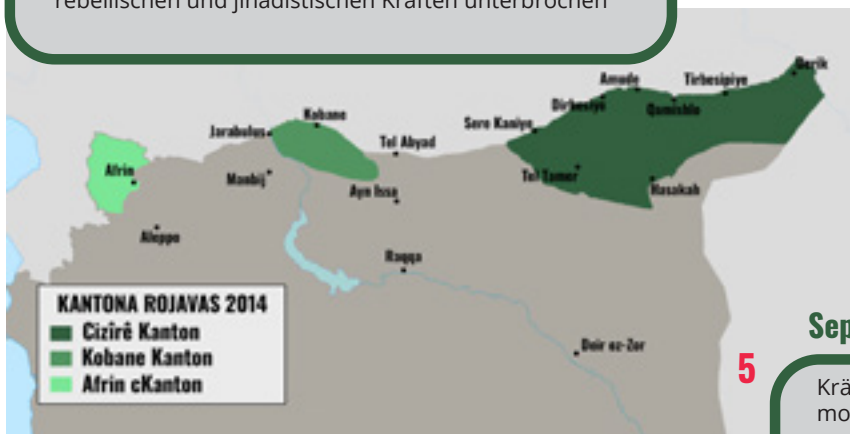 rebellischen und jihadistischen Kräften unterbrochen
Derik
Amude
Tirbesipiye
Dirbesiye
Qamishlo
Kobane
Sere Kaniye
Jarabulus
Tel Abyad
Afrin
Manbij
Tel Tamer
Ayn Issa
Hasakah
Aleppo
Raqqa
KANTONA ROJAVAS 2014
Cizîrê Kanton
Kobane Kanton
Afrin cKanton
Deir ez-Zor
Sep
5
Krä
mo